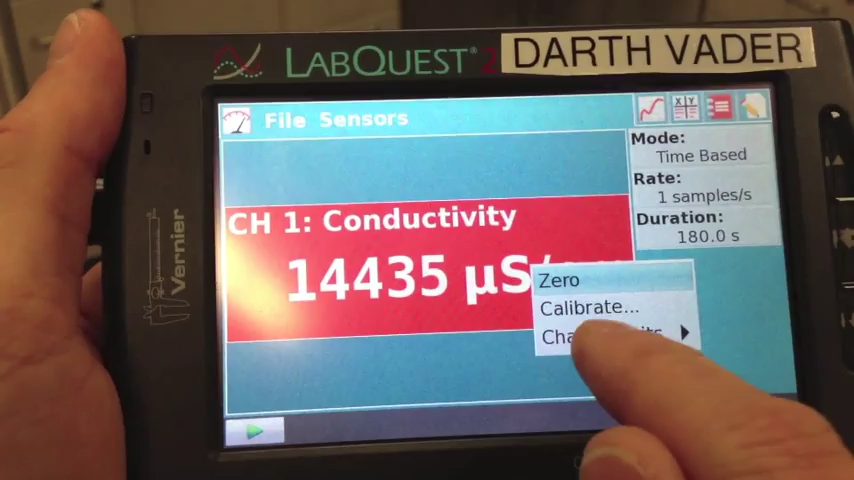 LABQUEST® 2 DARTH VADER
File Sensors
X Y
Mode:
Time Based
Rate:
1 samples/s
Duration:
180.0 s
CH 1: Conductivity
14435 µS/
Zero
Calibrate...
Vernier